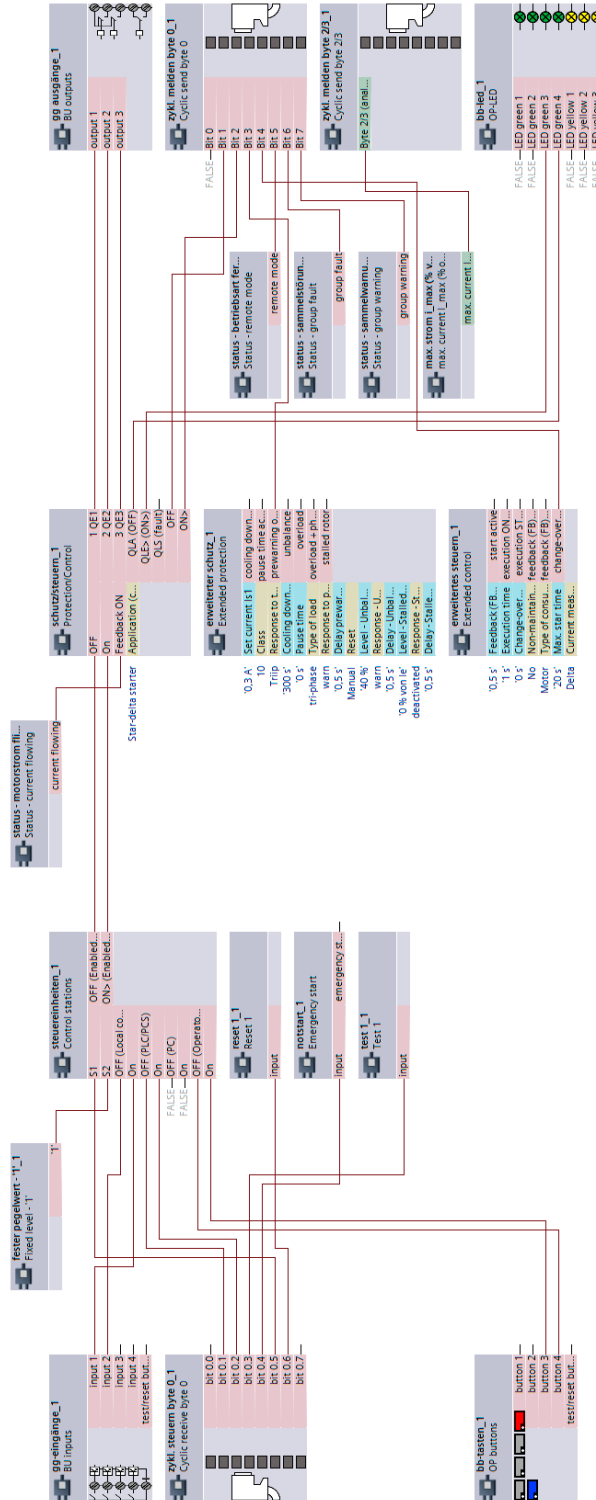 gg-eingänge_1
BU inputs
input 1
input 2
input 3
input 4
test/reset but...
zykl. steuern byte 0_1
Cyclic receive byte 0
bit 0.0
bit 0.1
bit 0.2
bit 0.3
bit 0.4
bit 0.5
bit 0.6
bit 0.7
bb-tasten_1
OP buttons
button 1
button 2
button 3
button 4
test/reset but...
fester pegelwert - '1'_1
Fixed level - '1'
'1'
steuereinheiten_1
Control stations
S1
OFF (Enabled...
S2
ON> (Enabled...
OFF (Local co...
On
OFF (PLC/PCS)
On
FALSE
OFF (PC)
FALSE
On
OFF (Operato...
On
reset 1_1
Reset 1
input
notstart_1
Emergency start
input
emergency st...
test 1_1
Test 1
input
status - motorstrom fli...
Status - current flowing
current flowing
schutz/steuern_1
Protection/Control
OFF
1 QE1
On
2 QE2
Feedback ON
3 QE3
Star-delta starter
Application (c...
QLA (OFF)
QLE> (ON>)
QLS (fault)
OFF
ON>
erweiterter schutz_1
Extended protection
'0,3 A'
Set current Is1
cooling down...
10
Class
pause time ac...
Triip
Response to t...
prewarning o...
'300 s'
Cooling down...
unbalance
'0 s'
Pause time
overload
tri-phase
Type of load
overload + ph...
warn
Response to p...
stalled rotor
'0,5 s'
Delay prewar...
Manual
Reset
'40 %
Level - Unbal...
warn
Response - U...
'0,5 s'
Delay - Unbal...
'0 % von Ie'
Level - Stalled...
deactivated
Response - St...
'0,5 s'
Delay - Stalle...
erweitertes steuern_1
Extended control
'0,5 s'
Feedback (FB...
start active
'1 s'
Execution time
execution ON...
'0 s'
Change-over...
execution ST...
No
Non-maintain...
feedback (FB)...
Motor
Type of consu...
feedback (FB)...
'20 s'
Max. star time
change-over...
Delta
Current meas...
status - betriebsart fer...
Status - remote mode
remote mode
status - sammelstörun...
Status - group fault
group fault
status - sammelwarnu...
Status - group warning
group warning
max. strom i_max (% v...
max. current I_max (% o...
max. current I...
gg ausgänge_1
BU outputs
output 1
output 2
output 3
zykl. melden byte 0_1
Cyclic send byte 0
FALSE
Bit 0
Bit 1
Bit 2
Bit 3
Bit 4
Bit 5
Bit 6
Bit 7
zykl. melden byte 2/3_1
Cyclic send byte 2/3
Byte 2/3 (anal...
bb-led_1
OP-LED
FALSE
LED green 1
FALSE
LED green 2
LED green 3
LED green 4
FALSE
LED yellow 1
FALSE
LED yellow 2
FALSE
LED yellow 3